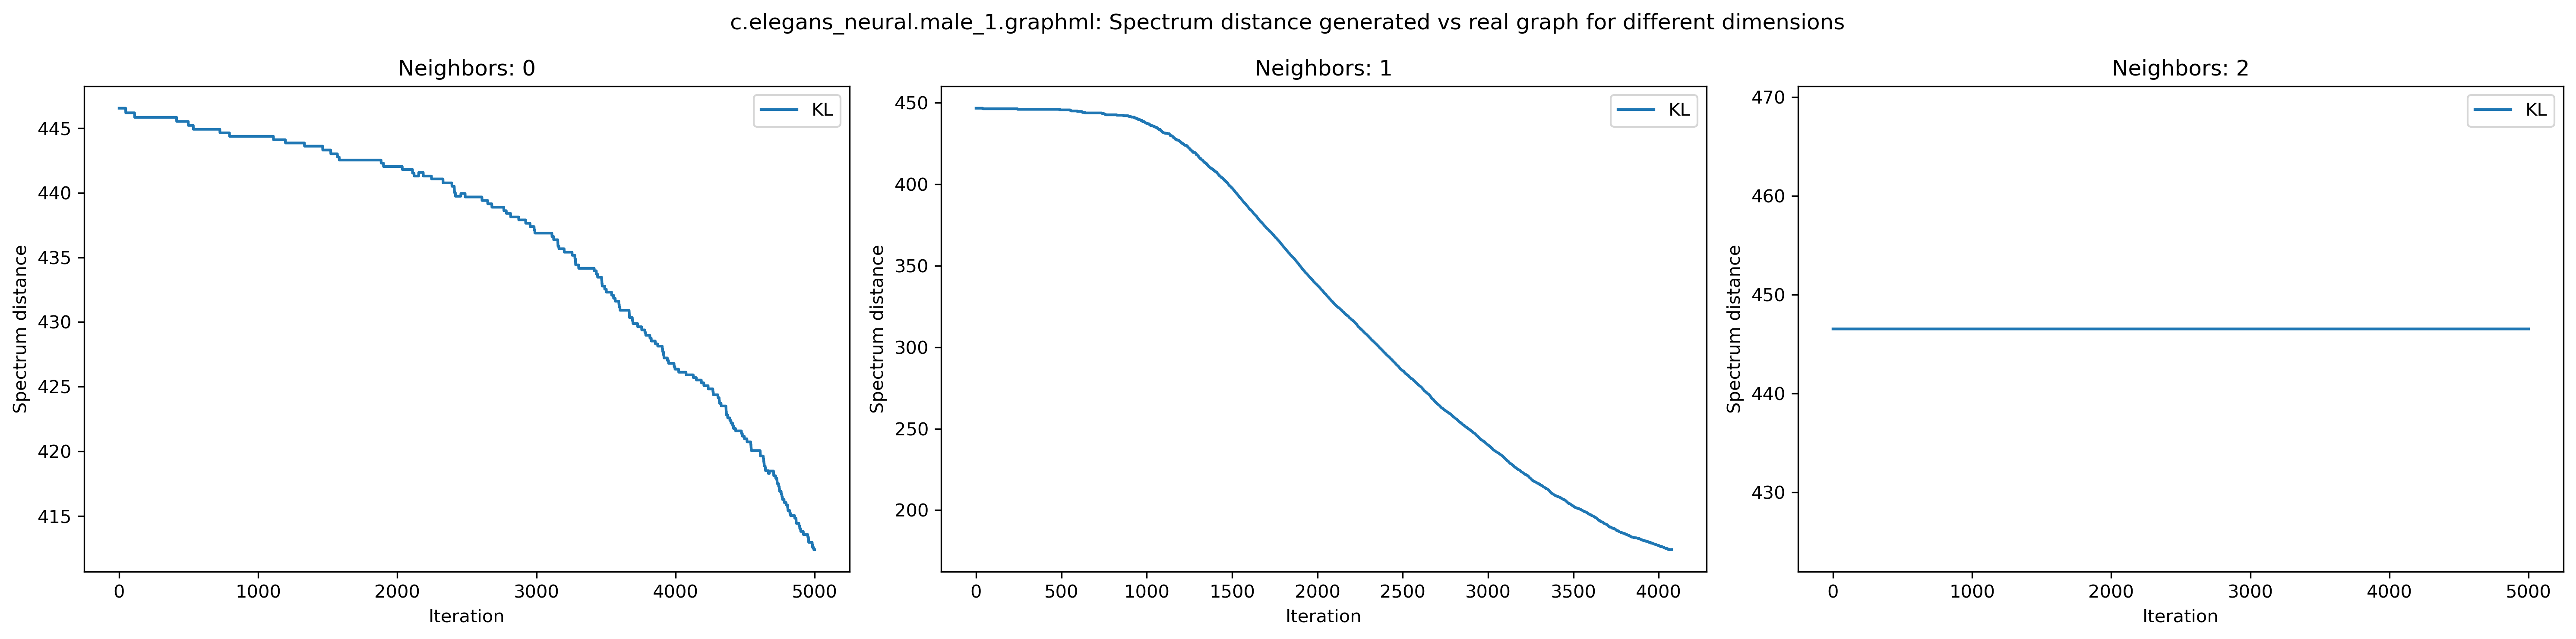 c.elegans_neural.male_1.graphml: Spectrum distance generated vs real graph for different dimensions
Neighbors: 0
KL
445
440
435
430
425
420
415
Spectrum distance
0 1000 2000 3000 4000 5000
Iteration
Neighbors: 1
KL
450
400
350
300
250
200
Spectrum distance
0 500 1000 1500 2000 2500 3000 3500 4000
Iteration
Neighbors: 2
KL
470
460
450
440
430
Spectrum distance
0 1000 2000 3000 4000 5000
Iteration